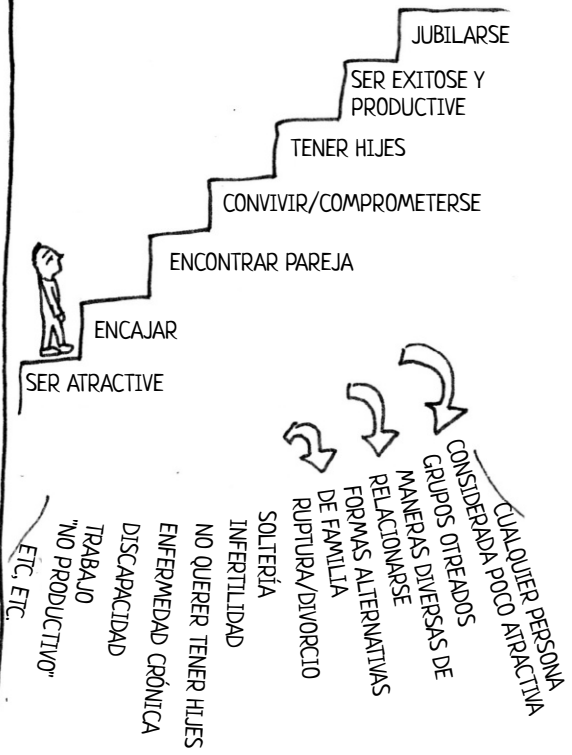 JUBILARSE
SER EXITOSE Y
PRODUCTIVE
TENER HIJES
CONVIVIR/COMPROMETERSE
ENCONTRAR PAREJA
ENCAJAR
SER ATRACTIVE
CUALQUIER PERSONA
CONSIDERADA POCO ATRACTIVA
GRUPOS OTREADOS
MANERAS DIVERSAS DE
RELACIONARSE
FORMAS ALTERNATIVAS
DE FAMILIA
RUPTURA/DIVORCIO
SOLTERÍA
INFERTILIDAD
NO QUERER TENER HIJES
ENFERMEDAD CRÓNICA
DISCAPACIDAD
TRABAJO
"NO PRODUCTIVO"
ETC, ETC.